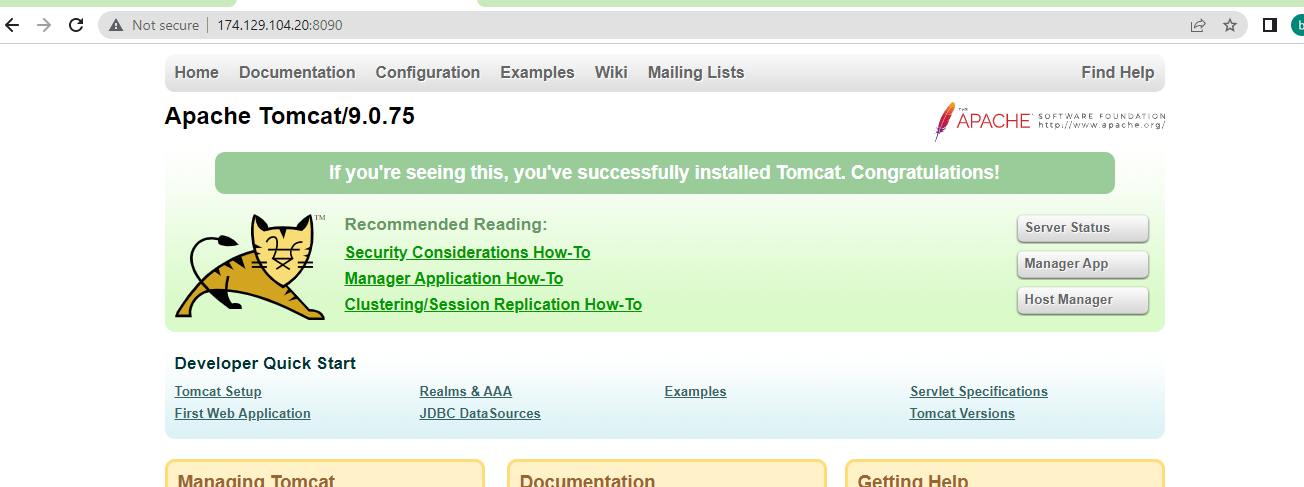 Not secure 174.129.104.20:8090
Home Documentation Configuration Examples Wiki Mailing Lists Find Help
Apache Tomcat/9.0.75
THE APACHE SOFTWARE FOUNDATION
http://www.apache.org/
If you're seeing this, you've successfully installed Tomcat. Congratulations!
TM
Recommended Reading:
Security Considerations How-To
Manager Application How-To
Clustering/Session Replication How-To
Server Status
Manager App
Host Manager
Developer Quick Start
Tomcat Setup Realms & AAA Examples Servlet Specifications
First Web Application JDBC DataSources Tomcat Versions
Managing Tomcat Documentation Getting Help